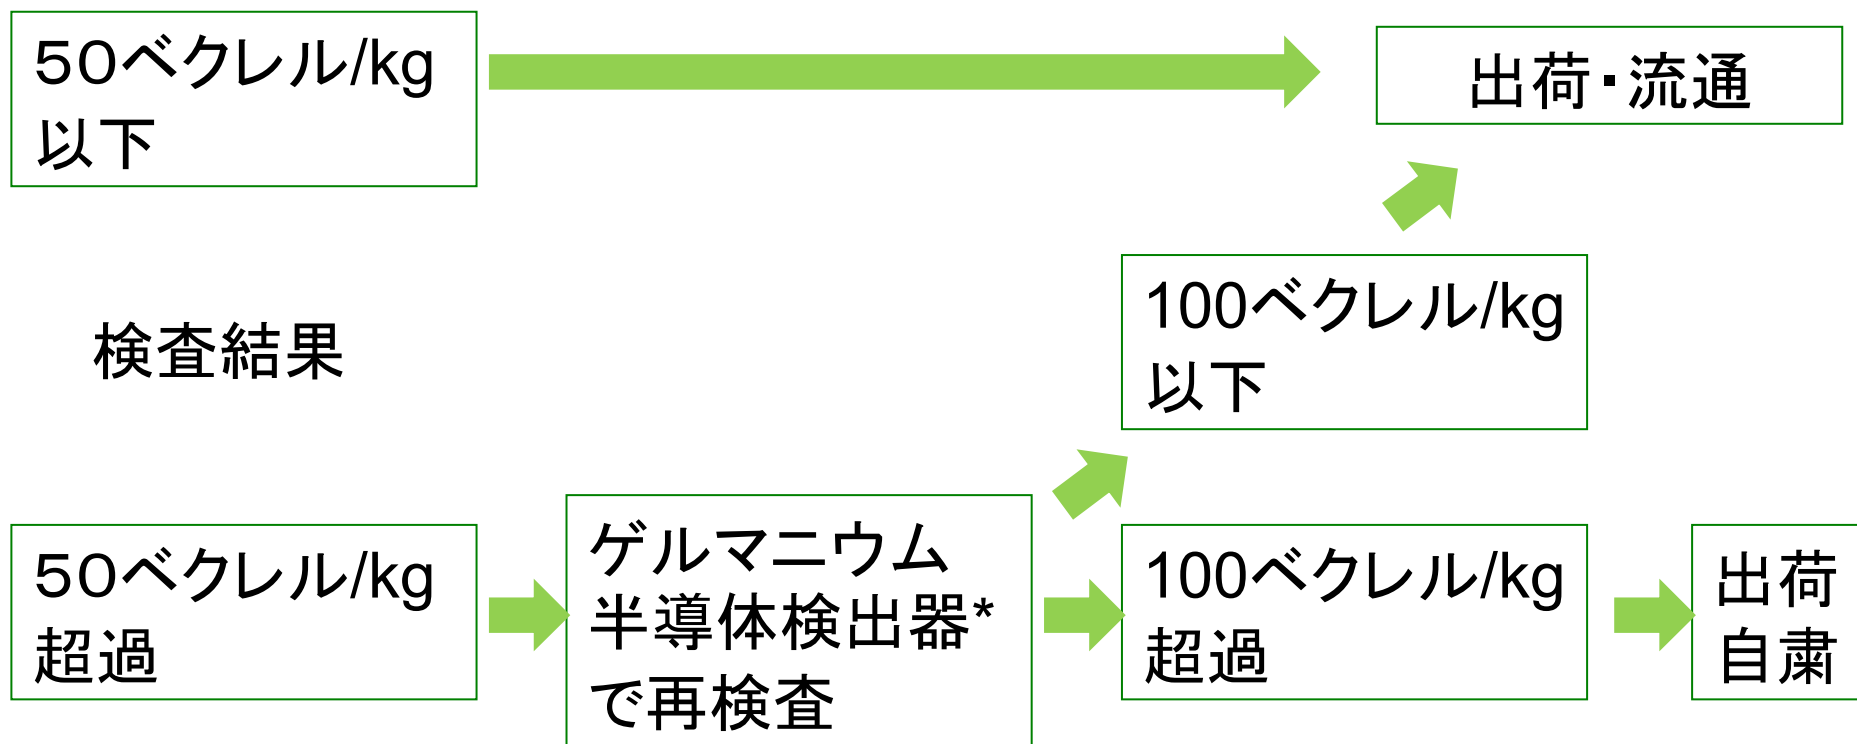 ５０ベクレル/kg
以下
出荷・流通
検査結果
100ベクレル/kg
以下
５０ベクレル/kg
超過
ゲルマニウム
半導体検出器*
で再検査
100ベクレル/kg
超過
出荷
自粛